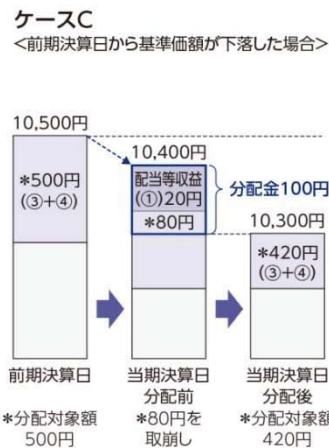 ケースC
<前期決算日から基準価額が下落した場合>
10,500円
10,400円
*500円
(③+④)
配当等収益
(①)20円
*80円
分配金100円
10,300円
*420円
(③+④)
前期決算日
当期決算日
分配前
当期決算日
分配後
*分配対象額
500円
*80円を
取崩し
*分配対象額
420円